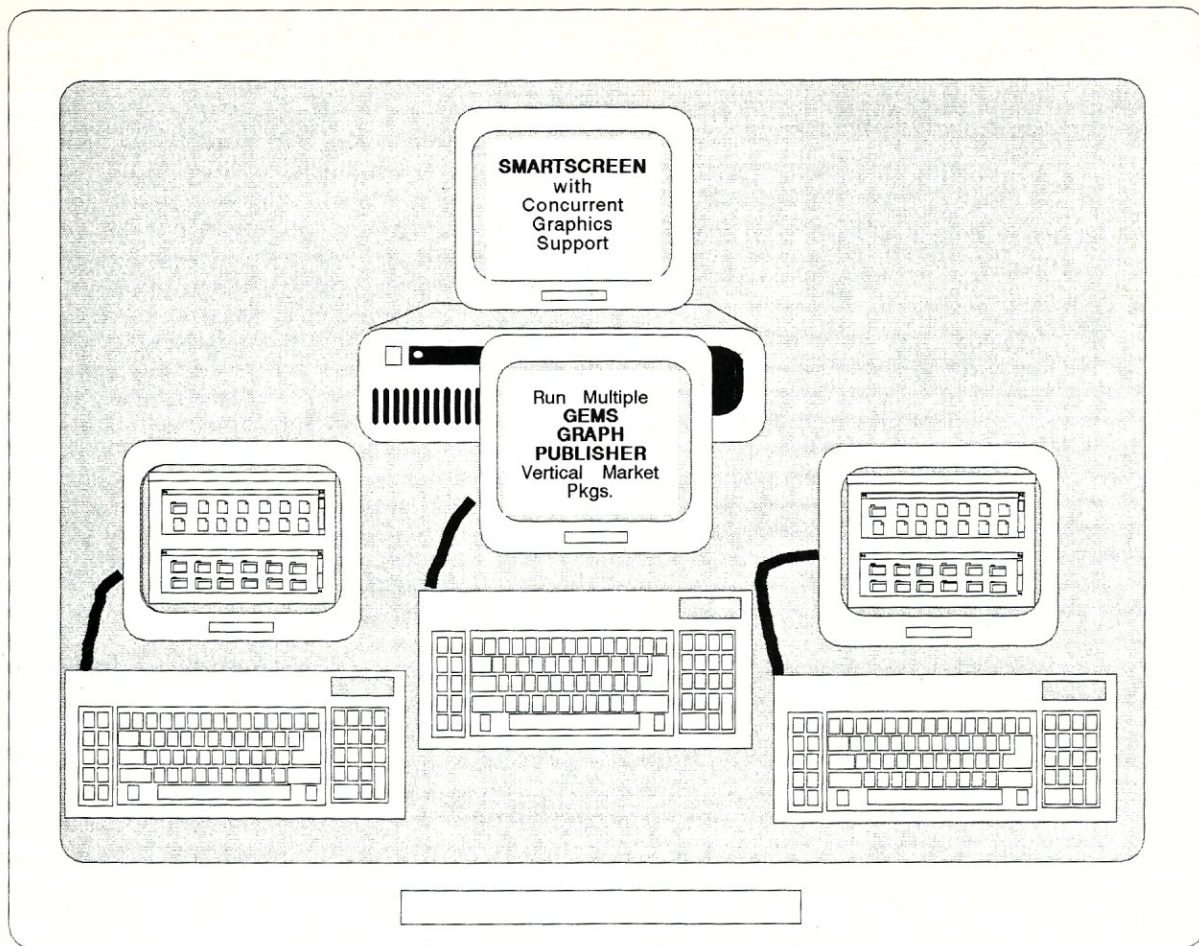 SMARTSCREEN
with
Concurrent
Graphics
Support
Run Multiple
GEMS
GRAPH
PUBLISHER
Vertical Market
Pkgs.